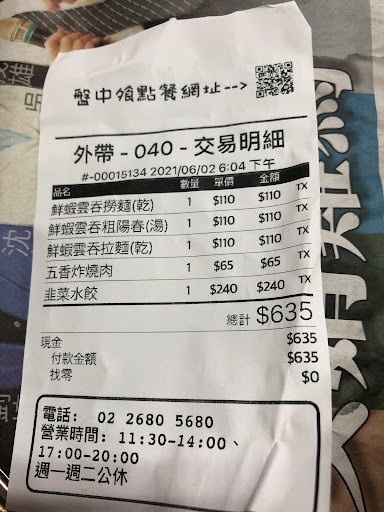 盤中飧點餐網址-->
外帶 - 040 - 交易明細
#-00015134 2021/06/02 6:04 下午
品名 數量 單價 金額 TX
鮮蝦雲吞撈麵(乾) 1 $110 $110 TX
鮮蝦雲吞粗陽春(湯) 1 $110 $110 TX
鮮蝦雲吞拉麵(乾) 1 $110 $110 TX
五香炸燒肉 1 $65 $65 TX
韭菜水餃 1 $240 $240 TX
總計 $635
現金 $635
付款金額 $635
找零 $0
電話: 02 2680 5680
營業時間: 11:30-14:00、
17:00-20:00
週一週二公休
沈